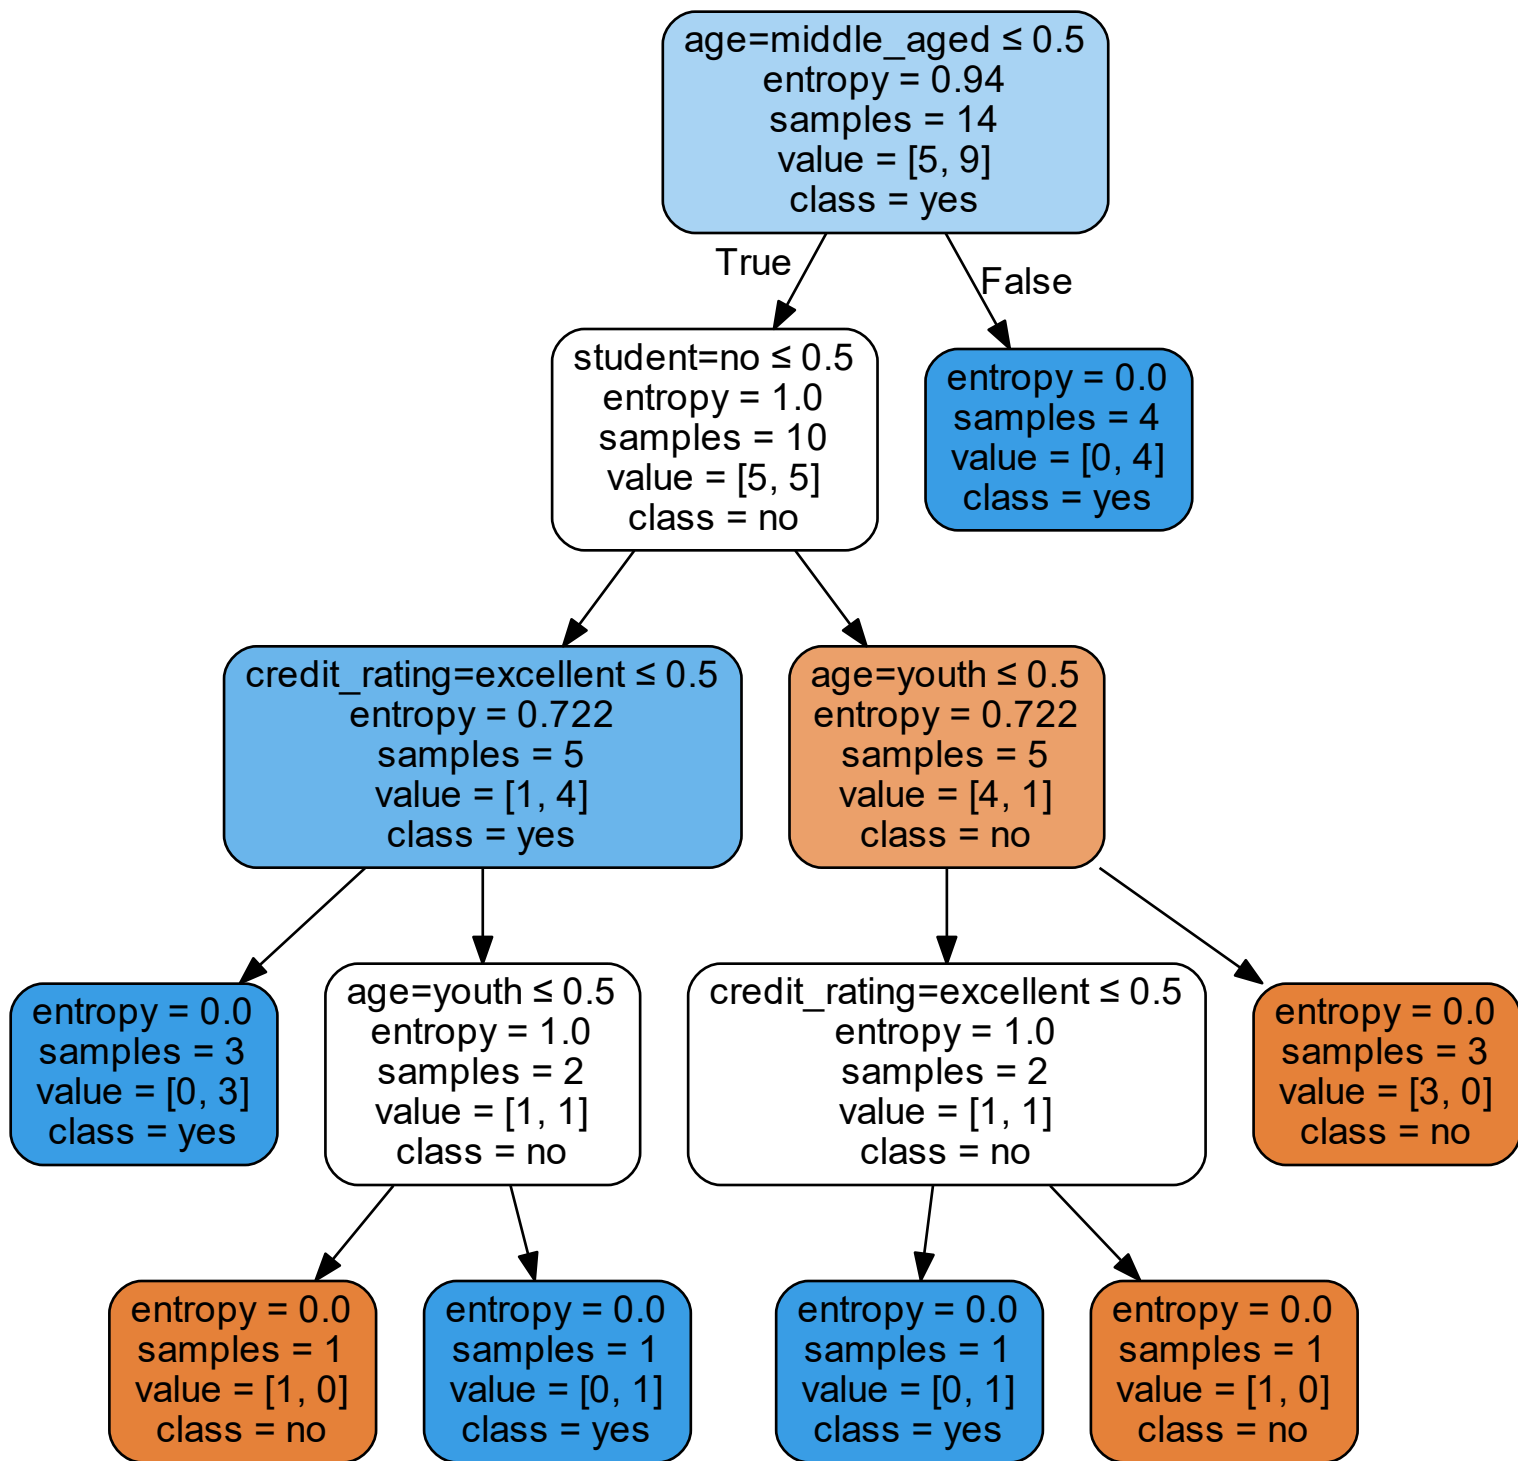 age=middle_aged ≤ 0.5
entropy = 0.94
samples = 14
value = [5, 9]
class = yes
True
False
student=no ≤ 0.5
entropy = 1.0
samples = 10
value = [5, 5]
class = no
entropy = 0.0
samples = 4
value = [0, 4]
class = yes
credit_rating=excellent ≤ 0.5
entropy = 0.722
samples = 5
value = [1, 4]
class = yes
age=youth ≤ 0.5
entropy = 0.722
samples = 5
value = [4, 1]
class = no
entropy = 0.0
samples = 3
value = [0, 3]
class = yes
age=youth ≤ 0.5
entropy = 1.0
samples = 2
value = [1, 1]
class = no
credit_rating=excellent ≤ 0.5
entropy = 1.0
samples = 2
value = [1, 1]
class = no
entropy = 0.0
samples = 3
value = [3, 0]
class = no
entropy = 0.0
samples = 1
value = [1, 0]
class = no
entropy = 0.0
samples = 1
value = [0, 1]
class = yes
entropy = 0.0
samples = 1
value = [0, 1]
class = yes
entropy = 0.0
samples = 1
value = [1, 0]
class = no